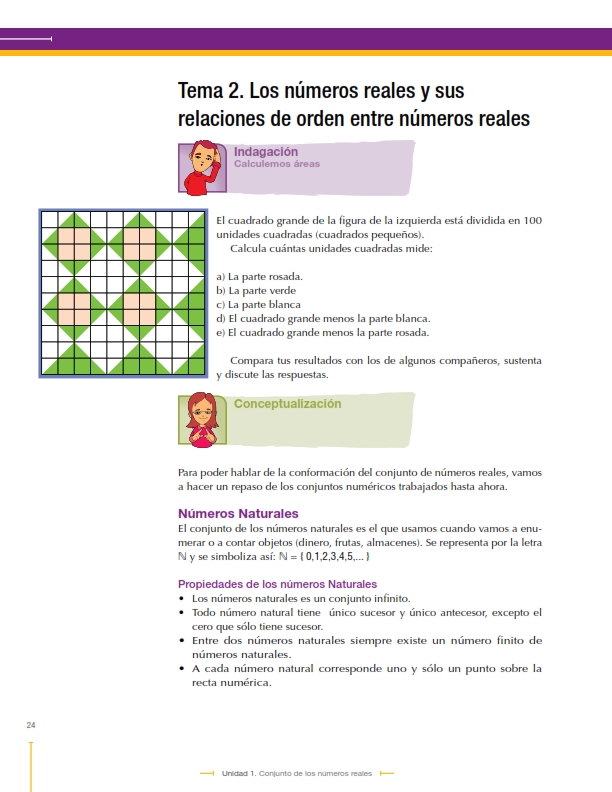 Tema 2. Los números reales y sus
relaciones de orden entre números reales
Indagación
Calculemos áreas
El cuadrado grande de la figura de la izquierda está dividida en 100
unidades cuadradas (cuadrados pequeños).
Calcula cuántas unidades cuadradas mide:
a) La parte rosada.
b) La parte verde
c) La parte blanca
d) El cuadrado grande menos la parte blanca.
e) El cuadrado grande menos la parte rosada.
Compara tus resultados con los de algunos compañeros, sustenta
y discute las respuestas.
Conceptualización
Para poder hablar de la conformación del conjunto de números reales, vamos
a hacer un repaso de los conjuntos numéricos trabajados hasta ahora.
Números Naturales
El conjunto de los números naturales es el que usamos cuando vamos a enu-
merar o a contar objetos (dinero, frutas, almacenes). Se representa por la letra
ℕ y se simboliza así: ℕ = { 0,1,2,3,4,5,... }
Propiedades de los números Naturales
• Los números naturales es un conjunto infinito.
• Todo número natural tiene único sucesor y único antecesor, excepto el
cero que sólo tiene sucesor.
• Entre dos números naturales siempre existe un número finito de
números naturales.
• A cada número natural corresponde uno y sólo un punto sobre la
recta numérica.
24
Unidad 1. Conjunto de los números reales